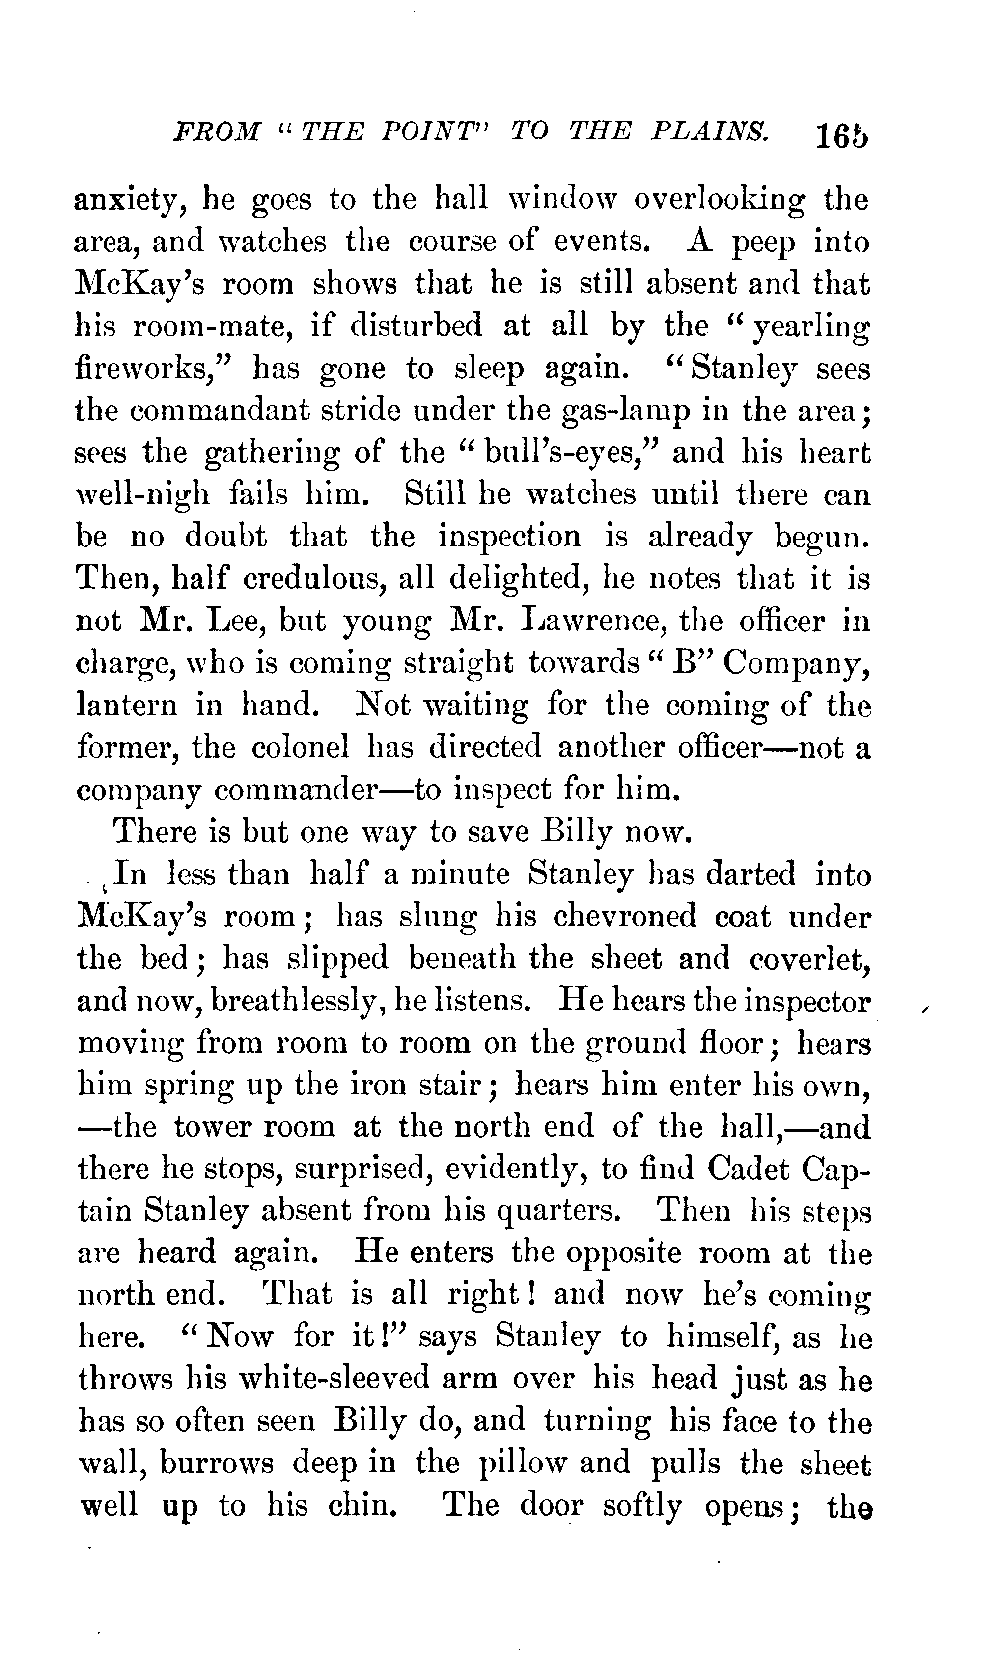 FROM “ THE POINT” TO THE PLAINS. 165
anxiety, he goes to the hall window overlooking the
area, and watches the course of events. A peep into
McKay’s room shows that he is still absent and that
his room-mate, if disturbed at all by the “ yearling
fireworks,” has gone to sleep again. “ Stanley sees
the commandant stride under the gas-lamp in the area;
sees the gathering of the “ bull’s-eyes,” and his heart
well-nigh fails him. Still he watches until there can
be no doubt that the inspection is already begun.
Then, half credulous, all delighted, he notes that it is
not Mr. Lee, but young Mr. Lawrence, the officer in
charge, who is coming straight towards “ B” Company,
lantern in hand. Not waiting for the coming of the
former, the colonel has directed another officer—not a
company commander—to inspect for him.
There is but one way to save Billy now.
In less than half a minute Stanley has darted into
McKay’s room; has slung his chevroned coat under
the bed; has slipped beneath the sheet and coverlet,
and now, breathlessly, he listens. He hears the inspector
moving from room to room on the ground floor; hears
him spring up the iron stair; hears him enter his own,
—the tower room at the north end of the hall,—and
there he stops, surprised, evidently, to find Cadet Cap-
tain Stanley absent from his quarters. Then his steps
are heard again. He enters the opposite room at the
north end. That is all right! and now he’s coming
here. “ Now for it!” says Stanley to himself, as he
throws his white-sleeved arm over his head just as he
has so often seen Billy do, and turning his face to the
wall, burrows deep in the pillow and pulls the sheet
well up to his chin. The door softly opens; the